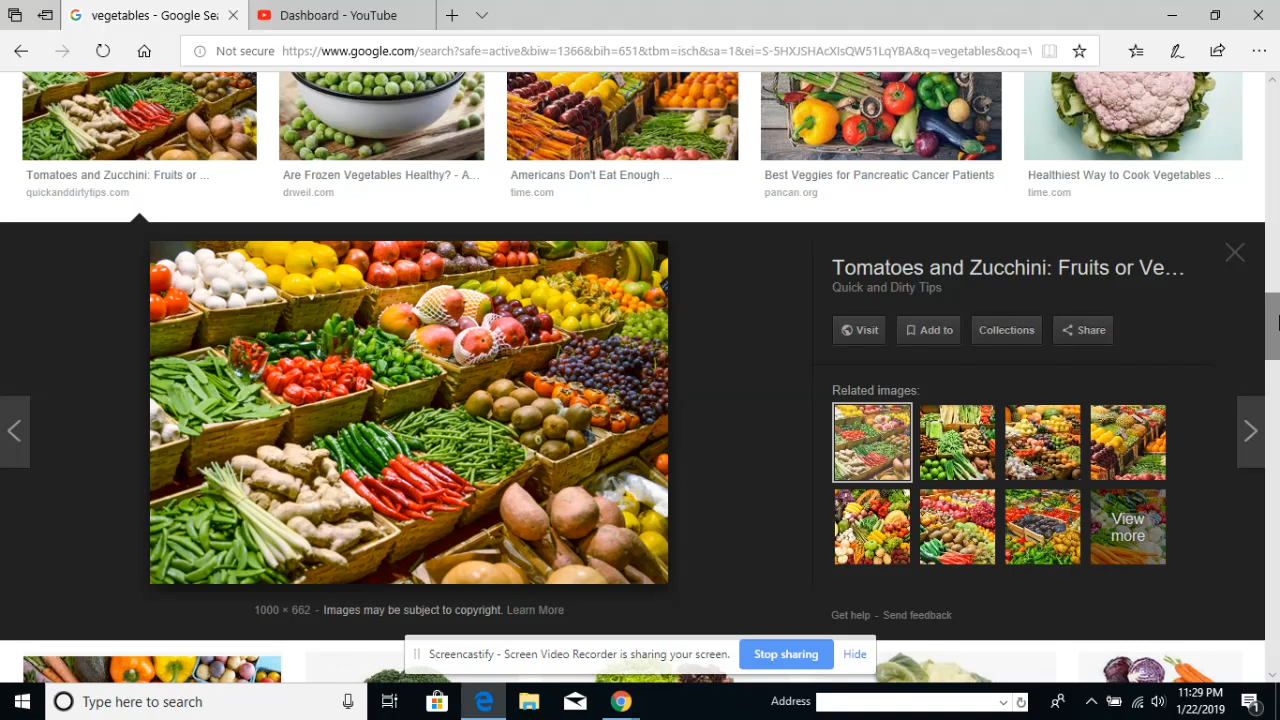 vegetables - Google Sea
Dashboard - YouTube
Not secure https://www.google.com/search?safe=active&biw=1366&bih=651&tbm=isch&sa=1&ei=S-5HXJSHAcXIsQW51LqYBA&q=vegetables&oq=V
Tomatoes and Zucchini: Fruits or ...
quickanddirtytips.com
Are Frozen Vegetables Healthy? - A...
drweil.com
Americans Don't Eat Enough ...
time.com
Best Veggies for Pancreatic Cancer Patients
pancan.org
Healthiest Way to Cook Vegetables ...
time.com
Tomatoes and Zucchini: Fruits or Ve...
Quick and Dirty Tips
Visit
Add to
Collections
Share
Related images:
View
more
1000 × 662 - Images may be subject to copyright. Learn More
Get help - Send feedback
Screencastify - Screen Video Recorder is sharing your screen.
Stop sharing
Hide
Type here to search
Address
11:29 PM
1/22/2019
1